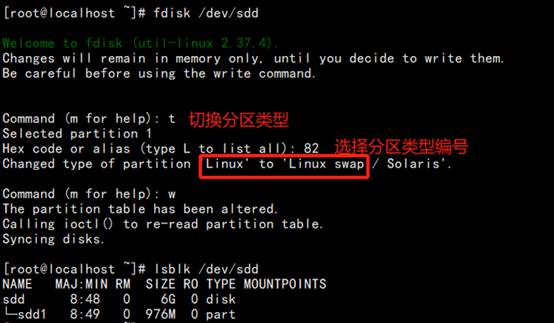 [root@localhost ~]# fdisk /dev/sdd
Welcome to fdisk (util-linux 2.37.4).
Changes will remain in memory only, until you decide to write them.
Be careful before using the write command.
Command (m for help): t 切换分区类型
Selected partition 1
Hex code or alias (type L to list all): 82 选择分区类型编号
Changed type of partition 'Linux' to 'Linux swap / Solaris'.
Command (m for help): w
The partition table has been altered.
Calling ioctl() to re-read partition table.
Syncing disks.
[root@localhost ~]# lsblk /dev/sdd
NAME MAJ:MIN RM SIZE RO TYPE MOUNTPOINTS
sdd 8:48 0 6G 0 disk
└─sdd1 8:49 0 976M 0 part